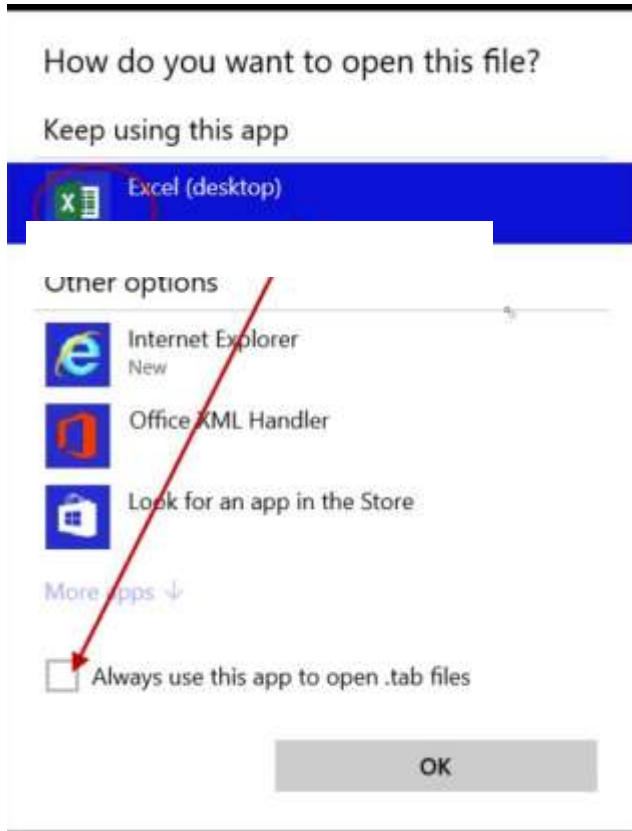 How do you want to open this file?
Keep using this app
Excel (desktop)
Other options
Internet Explorer
New
Office XML Handler
Look for an app in the Store
More apps ↓
Always use this app to open .tab files
OK